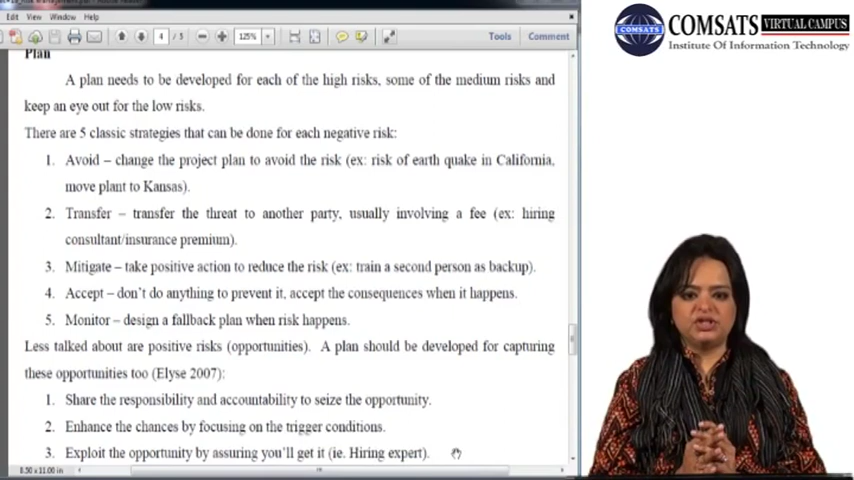 Edit View Window Help
4 / 5
125%
Tools
Comment
COMSATS VIRTUAL CAMPUS
COMSATS
Institute Of Information Technology
Plan
A plan needs to be developed for each of the high risks, some of the medium risks and
keep an eye out for the low risks.
There are 5 classic strategies that can be done for each negative risk:
1. Avoid – change the project plan to avoid the risk (ex: risk of earth quake in California,
move plant to Kansas).
2. Transfer – transfer the threat to another party, usually involving a fee (ex: hiring
consultant/insurance premium).
3. Mitigate – take positive action to reduce the risk (ex: train a second person as backup).
4. Accept – don't do anything to prevent it, accept the consequences when it happens.
5. Monitor – design a fallback plan when risk happens.
Less talked about are positive risks (opportunities). A plan should be developed for capturing
these opportunities too (Elyse 2007):
1. Share the responsibility and accountability to seize the opportunity.
2. Enhance the chances by focusing on the trigger conditions.
3. Exploit the opportunity by assuring you'll get it (ie. Hiring expert).
8.50 x 11.00 in